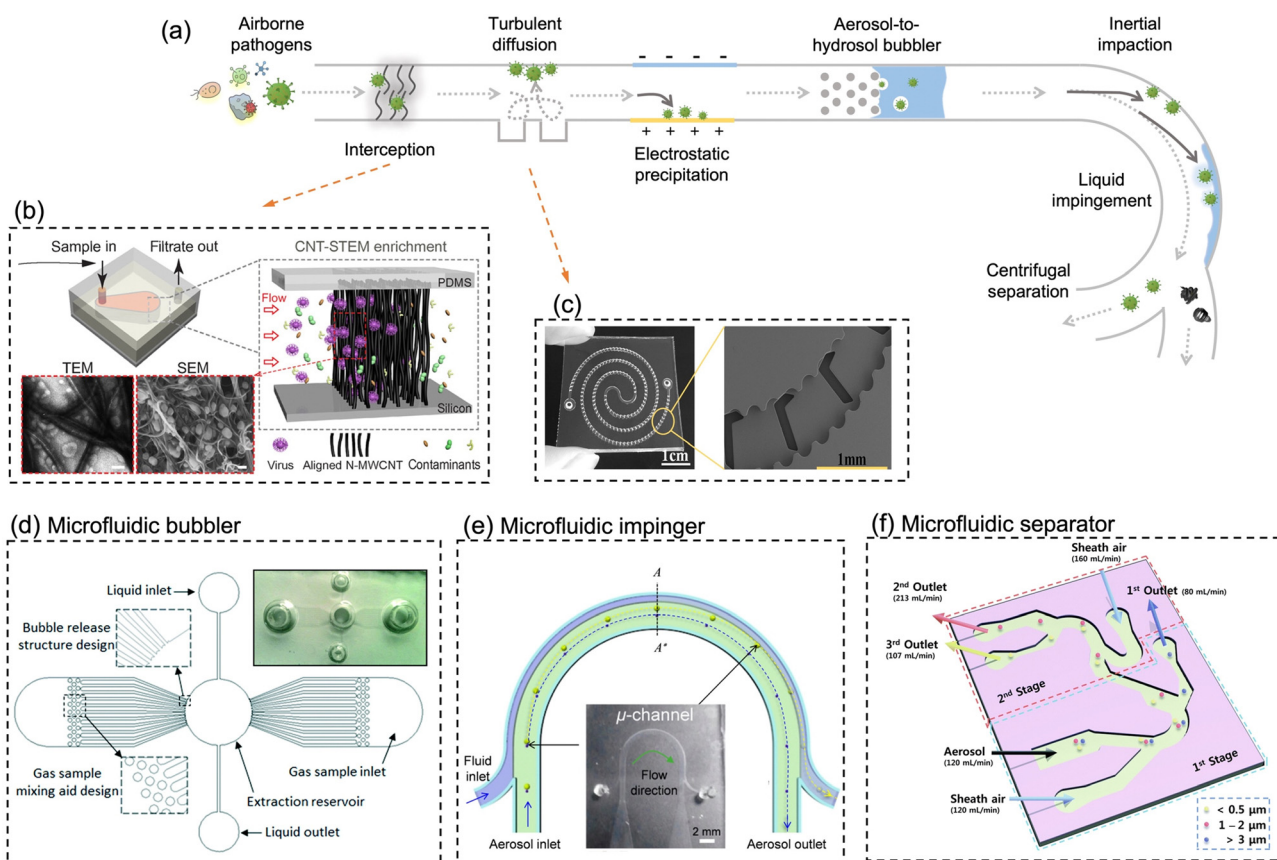 (a)
Airborne
pathogens
Interception
Turbulent
diffusion
- - - -
+ + + +
Electrostatic
precipitation
Aerosol-to-
hydrosol bubbler
Inertial
impaction
Liquid
impingement
Centrifugal
separation
(b)
Sample in
Filtrate out
CNT-STEM enrichment
PDMS
Flow
Silicon
TEM
SEM
Virus
Aligned N-MWCNT
Contaminants
(c)
1cm
1mm
(d) Microfluidic bubbler
Liquid inlet
Bubble release
structure design
Gas sample
mixing aid design
Gas sample inlet
Extraction reservoir
Liquid outlet
(e) Microfluidic impinger
A
A*
μ-channel
Flow
direction
2 mm
Fluid
inlet
Aerosol inlet
Aerosol outlet
(f) Microfluidic separator
Sheath air
(160 mL/min)
2nd Outlet
(213 mL/min)
1st Outlet (80 mL/min)
3rd Outlet
(107 mL/min)
2nd Stage
Aerosol
(120 mL/min)
1st Stage
Sheath air
(120 mL/min)
< 0.5 μm
1 – 2 μm
> 3 μm